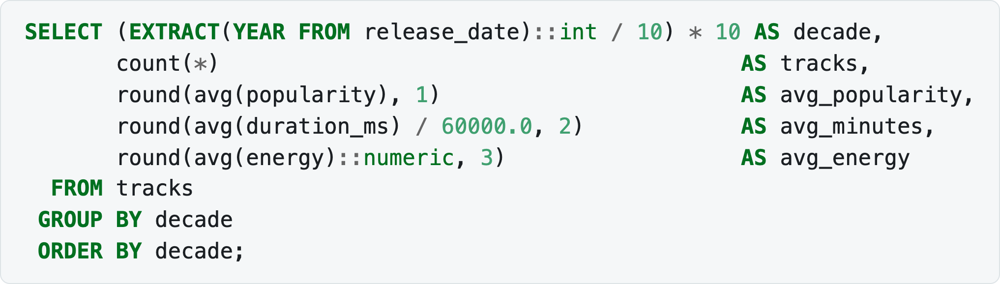 SELECT (EXTRACT(YEAR FROM release_date)::int / 10) * 10 AS decade,
       count(*)                                         AS tracks,
       round(avg(popularity), 1)                        AS avg_popularity,
       round(avg(duration_ms) / 60000.0, 2)             AS avg_minutes,
       round(avg(energy)::numeric, 3)                   AS avg_energy
  FROM tracks
 GROUP BY decade
 ORDER BY decade;